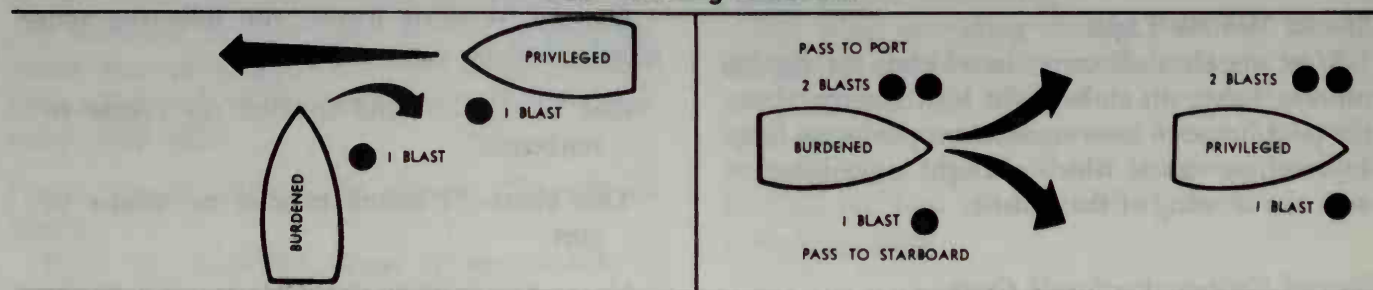 PRIVILEGED
1 BLAST
1 BLAST
BURDENED
PASS TO PORT
2 BLASTS
BURDENED
1 BLAST
PASS TO STARBOARD
2 BLASTS
PRIVILEGED
1 BLAST